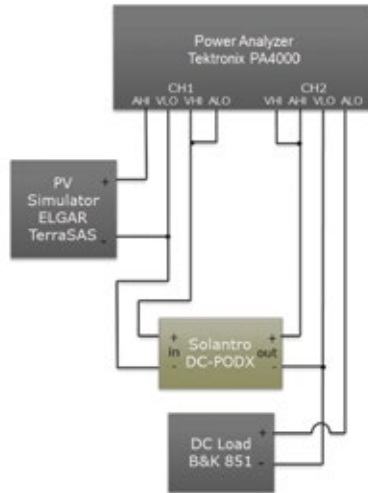 Power Analyzer
Tektronix PA4000
CH1 CH2
AHI VLO VHI ALO VHI AHI VLO ALO
PV
Simulator
ELGAR
TerraSAS
+
-
Solantro
DC-PODX
+ in -
+ out -
DC Load
B&K 851
+
-